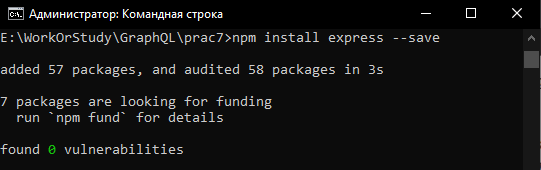 Администратор: Командная строка
E:\WorkOrStudy\GraphQL\prac7>npm install express --save
added 57 packages, and audited 58 packages in 3s
7 packages are looking for funding
  run `npm fund` for details
found 0 vulnerabilities